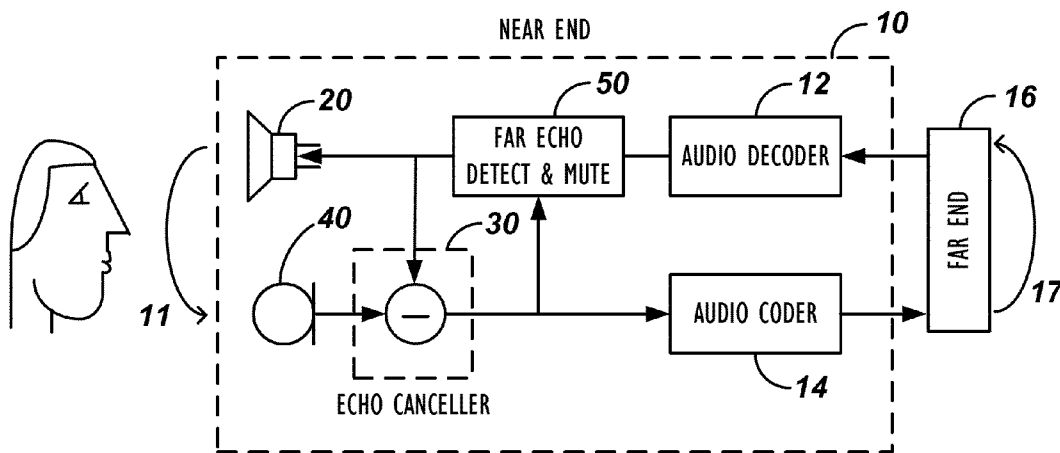 NEAR END
10
20
50
12
16
FAR ECHO
DETECT & MUTE
AUDIO DECODER
40
30
FAR END
11
17
AUDIO CODER
ECHO CANCELLER
14